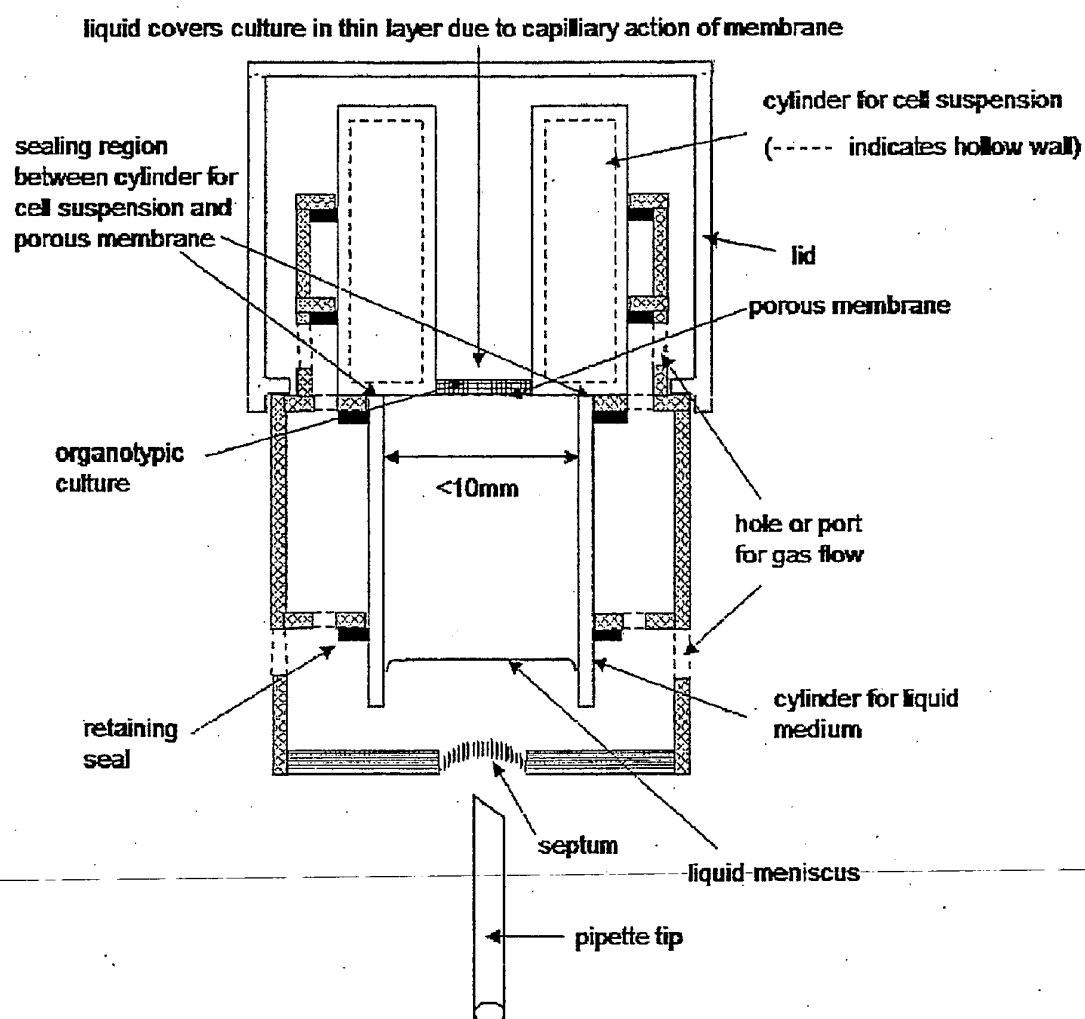 liquid covers culture in thin layer due to capillary action of membrane
cylinder for cell suspension
(----- indicates hollow wall)
sealing region
between cylinder for
cell suspension and
porous membrane
lid
porous membrane
organotypic
culture
<10mm
hole or port
for gas flow
retaining
seal
cylinder for liquid
medium
septum
liquid meniscus
pipette tip